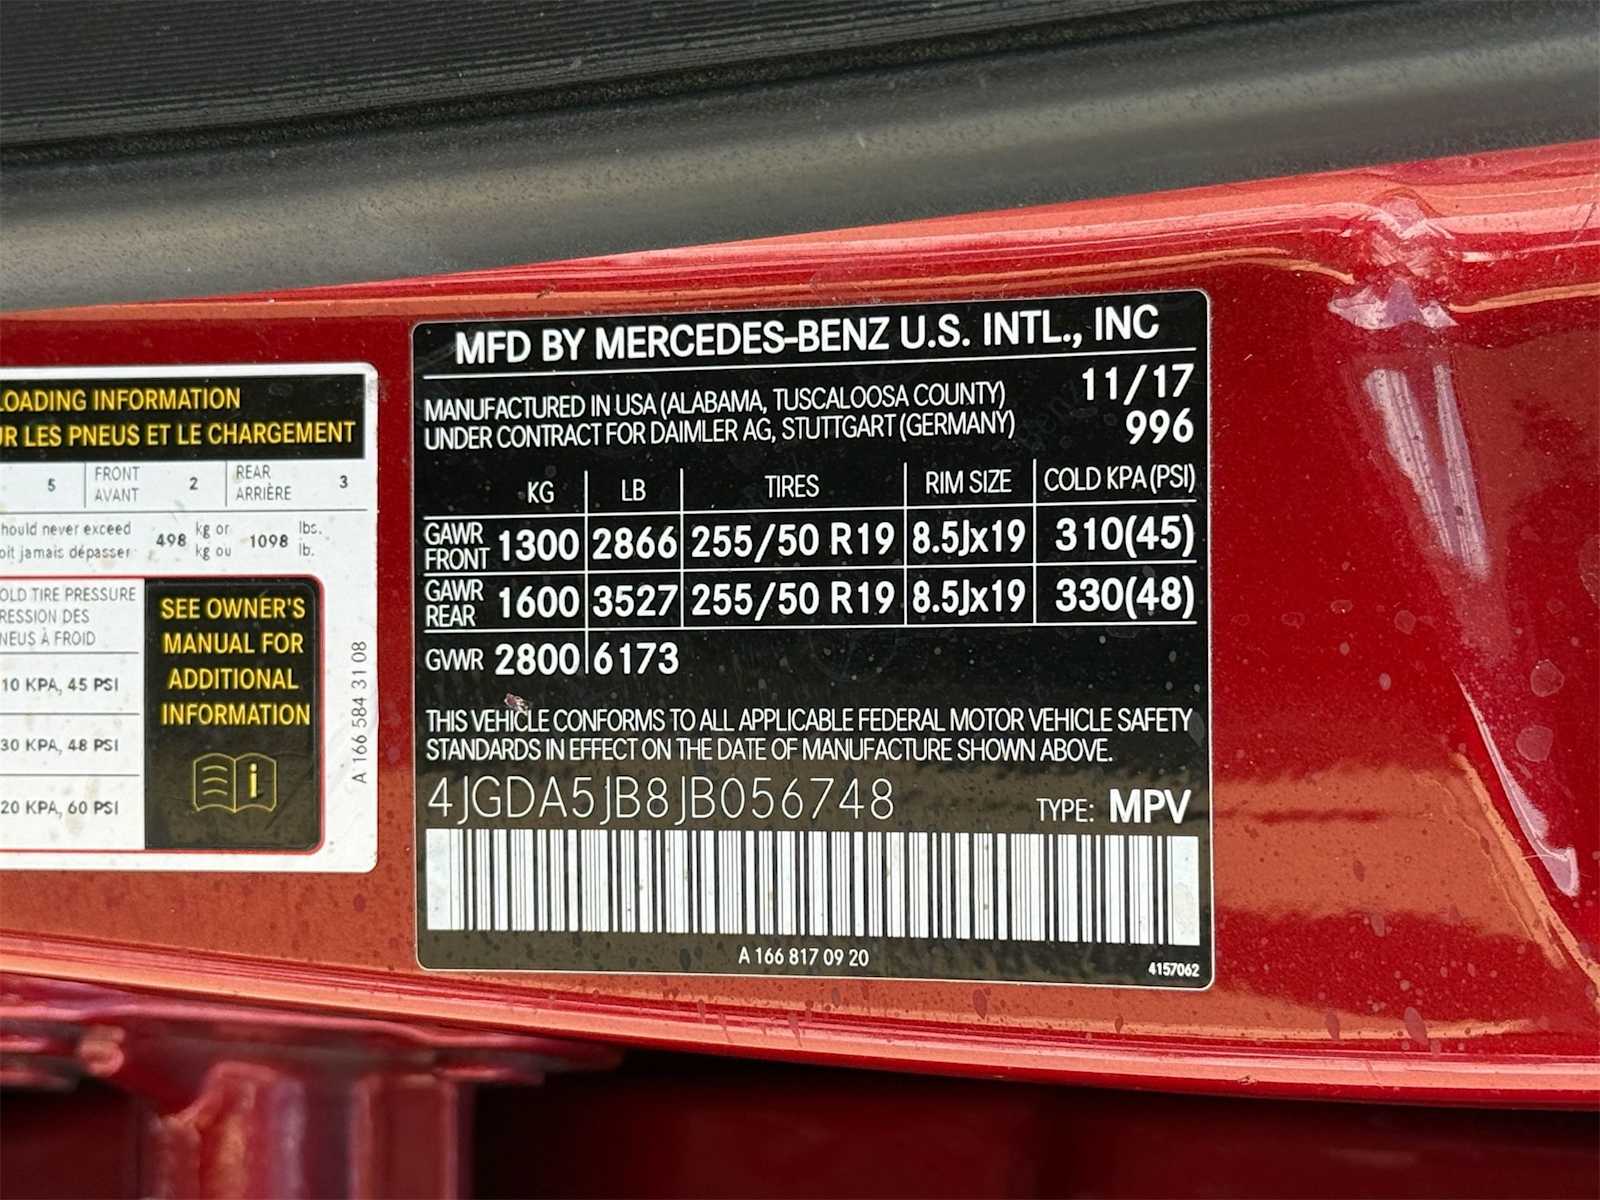 LOADING INFORMATION
UR LES PNEUS ET LE CHARGEMENT
5 FRONT AVANT 2 REAR ARRIÈRE 3
hould never exceed 498 kg or 1098 lbs.
oit jamais dépasser kg ou lb.
OLD TIRE PRESSURE
RESSION DES
NEUS À FROID
10 KPA, 45 PSI
30 KPA, 48 PSI
20 KPA, 60 PSI
SEE OWNER'S
MANUAL FOR
ADDITIONAL
INFORMATION
i
A 166 584 31 08
MFD BY MERCEDES-BENZ U.S. INTL., INC
MANUFACTURED IN USA (ALABAMA, TUSCALOOSA COUNTY) 11/17
UNDER CONTRACT FOR DAIMLER AG, STUTTGART (GERMANY) 996
KG LB TIRES RIM SIZE COLD KPA (PSI)
GAWR FRONT 1300 2866 255/50 R19 8.5Jx19 310(45)
GAWR REAR 1600 3527 255/50 R19 8.5Jx19 330(48)
GVWR 2800 6173
THIS VEHICLE CONFORMS TO ALL APPLICABLE FEDERAL MOTOR VEHICLE SAFETY
STANDARDS IN EFFECT ON THE DATE OF MANUFACTURE SHOWN ABOVE.
4JGDA5JB8JB056748 TYPE: MPV
A 166 817 09 20
4157062